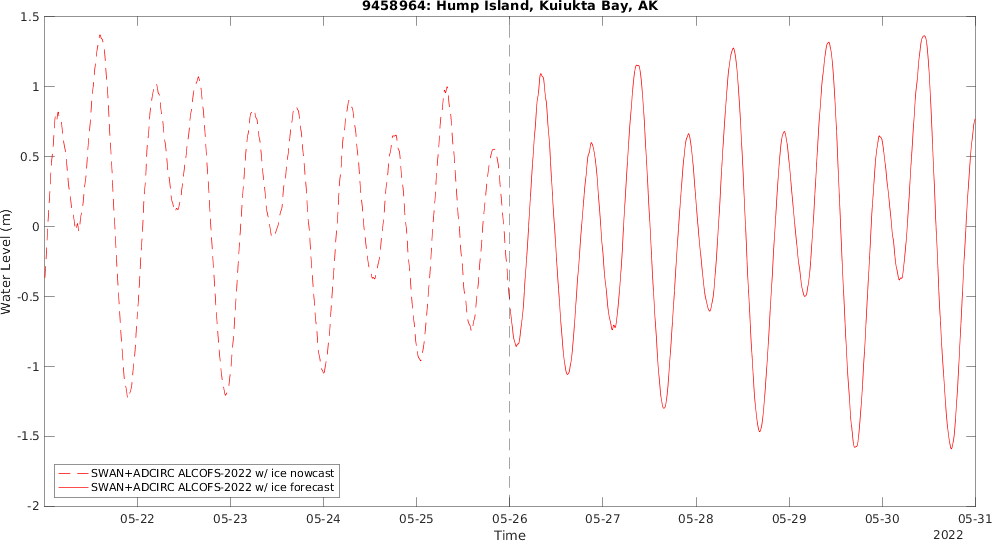 9458964: Hump Island, Kuiukta Bay, AK
1.5
1
0.5
0
-0.5
-1
-1.5
-2
Water Level (m)
SWAN+ADCIRC ALCOFS-2022 w/ ice nowcast
SWAN+ADCIRC ALCOFS-2022 w/ ice forecast
05-22 05-23 05-24 05-25 05-26 05-27 05-28 05-29 05-30 05-31
Time
2022